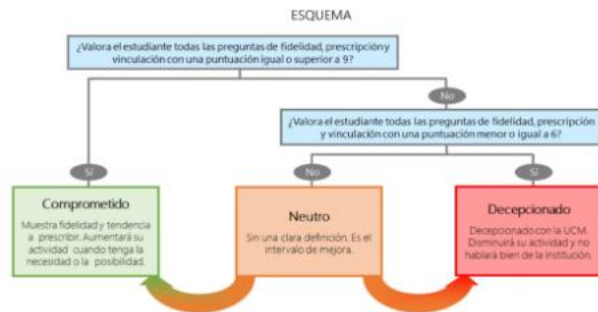 ESQUEMA
¿Valora el estudiante todas las preguntas de fidelidad, prescripción y
vinculación con una puntuación igual o superior a 9?
No
¿Valora el estudiante todas las preguntas de fidelidad, prescripción
y vinculación con una puntuación menor o igual a 6?
Sí
No
Sí
Comprometido
Muestra fidelidad y tendencia
a prescribir. Aumentará su
actividad cuando tenga la
necesidad o la posibilidad.
Neutro
Sin una clara definición. Es el
intervalo de mejora.
Decepcionado
Decepcionado con la UCM.
Disminuirá su actividad y no
hablará bien de la institución.